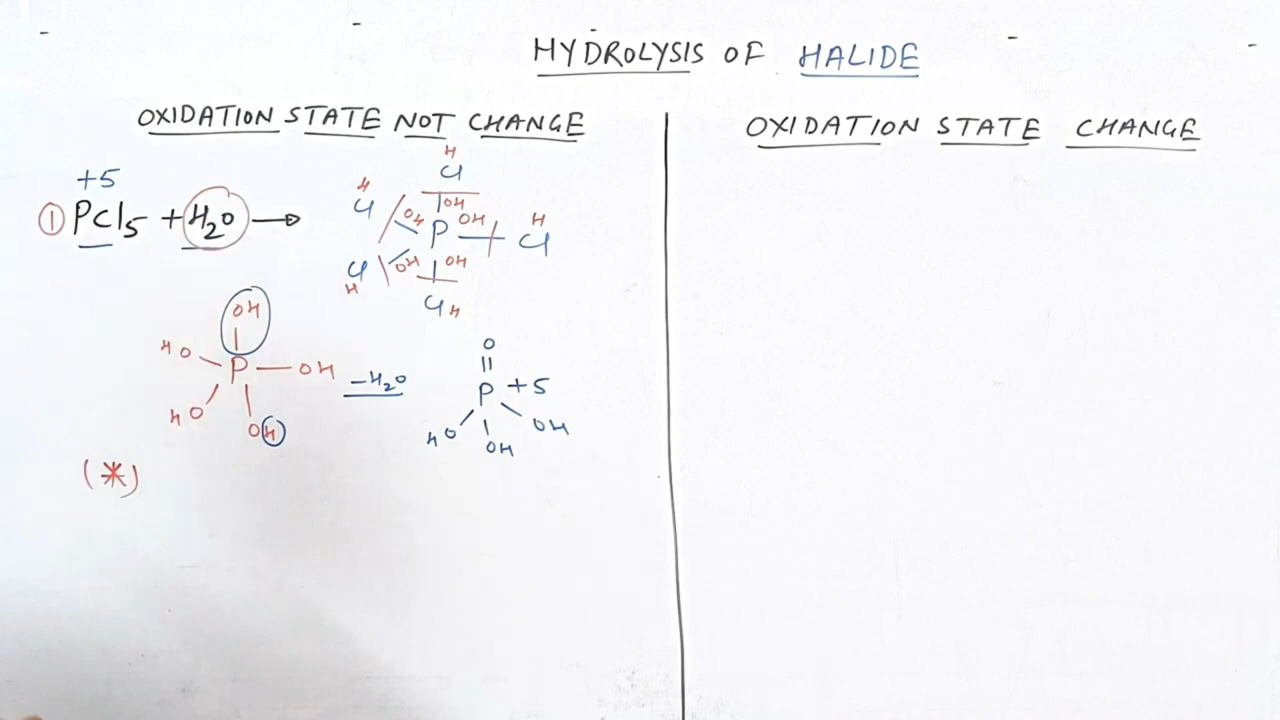 HYDROLYSIS OF HALIDE
OXIDATION STATE NOT CHANGE
OXIDATION STATE CHANGE
+5
① PCl5 + H2O →
H
Cl
H
Cl
OH
OH
OH
P
H
Cl
Cl
H
OH
OH
Cl H
OH
HO
P
OH
HO
OH
-H2O
O
P +5
HO
OH
OH
(*)